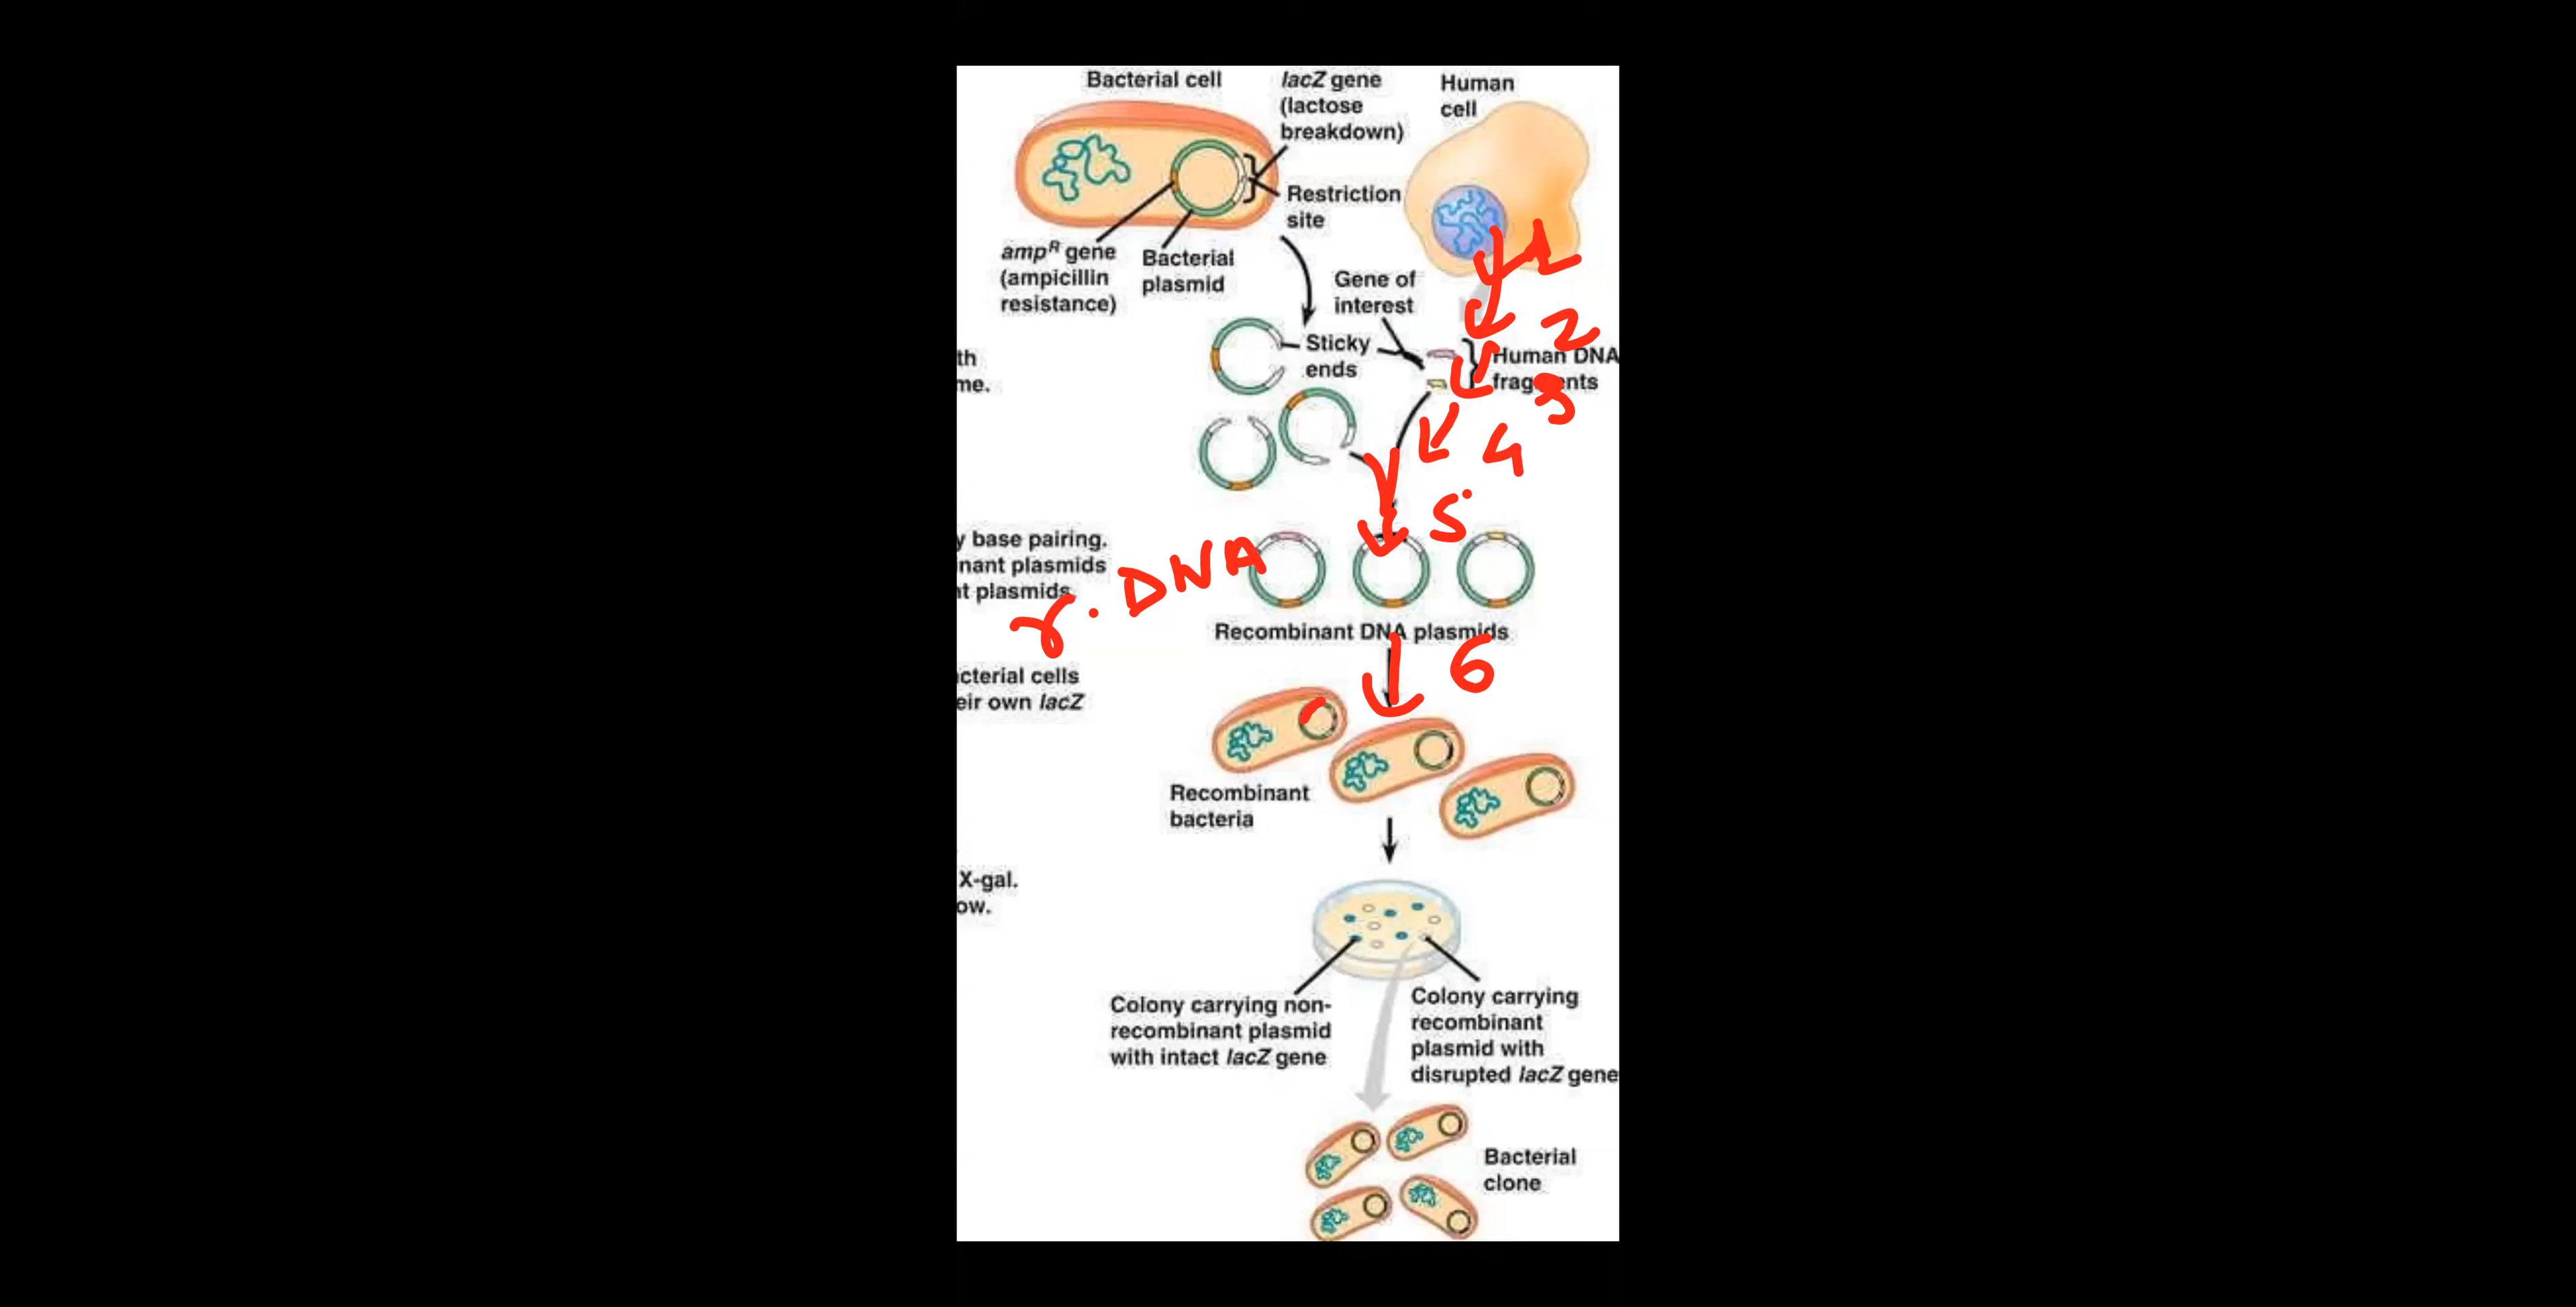 Bacterial cell
lacZ gene
(lactose
breakdown)
Human
cell
Restriction
site
ampR gene
(ampicillin
resistance)
Bacterial
plasmid
1
Gene of
interest
2
Sticky
ends
Human DNA
fragments
th
me.
3
4
5
y base pairing.
nant plasmids
nt plasmids.
r. DNA
Recombinant DNA plasmids
6
acterial cells
eir own lacZ
Recombinant
bacteria
X-gal.
ow.
Colony carrying non-
recombinant plasmid
with intact lacZ gene
Colony carrying
recombinant
plasmid with
disrupted lacZ gene
Bacterial
clone